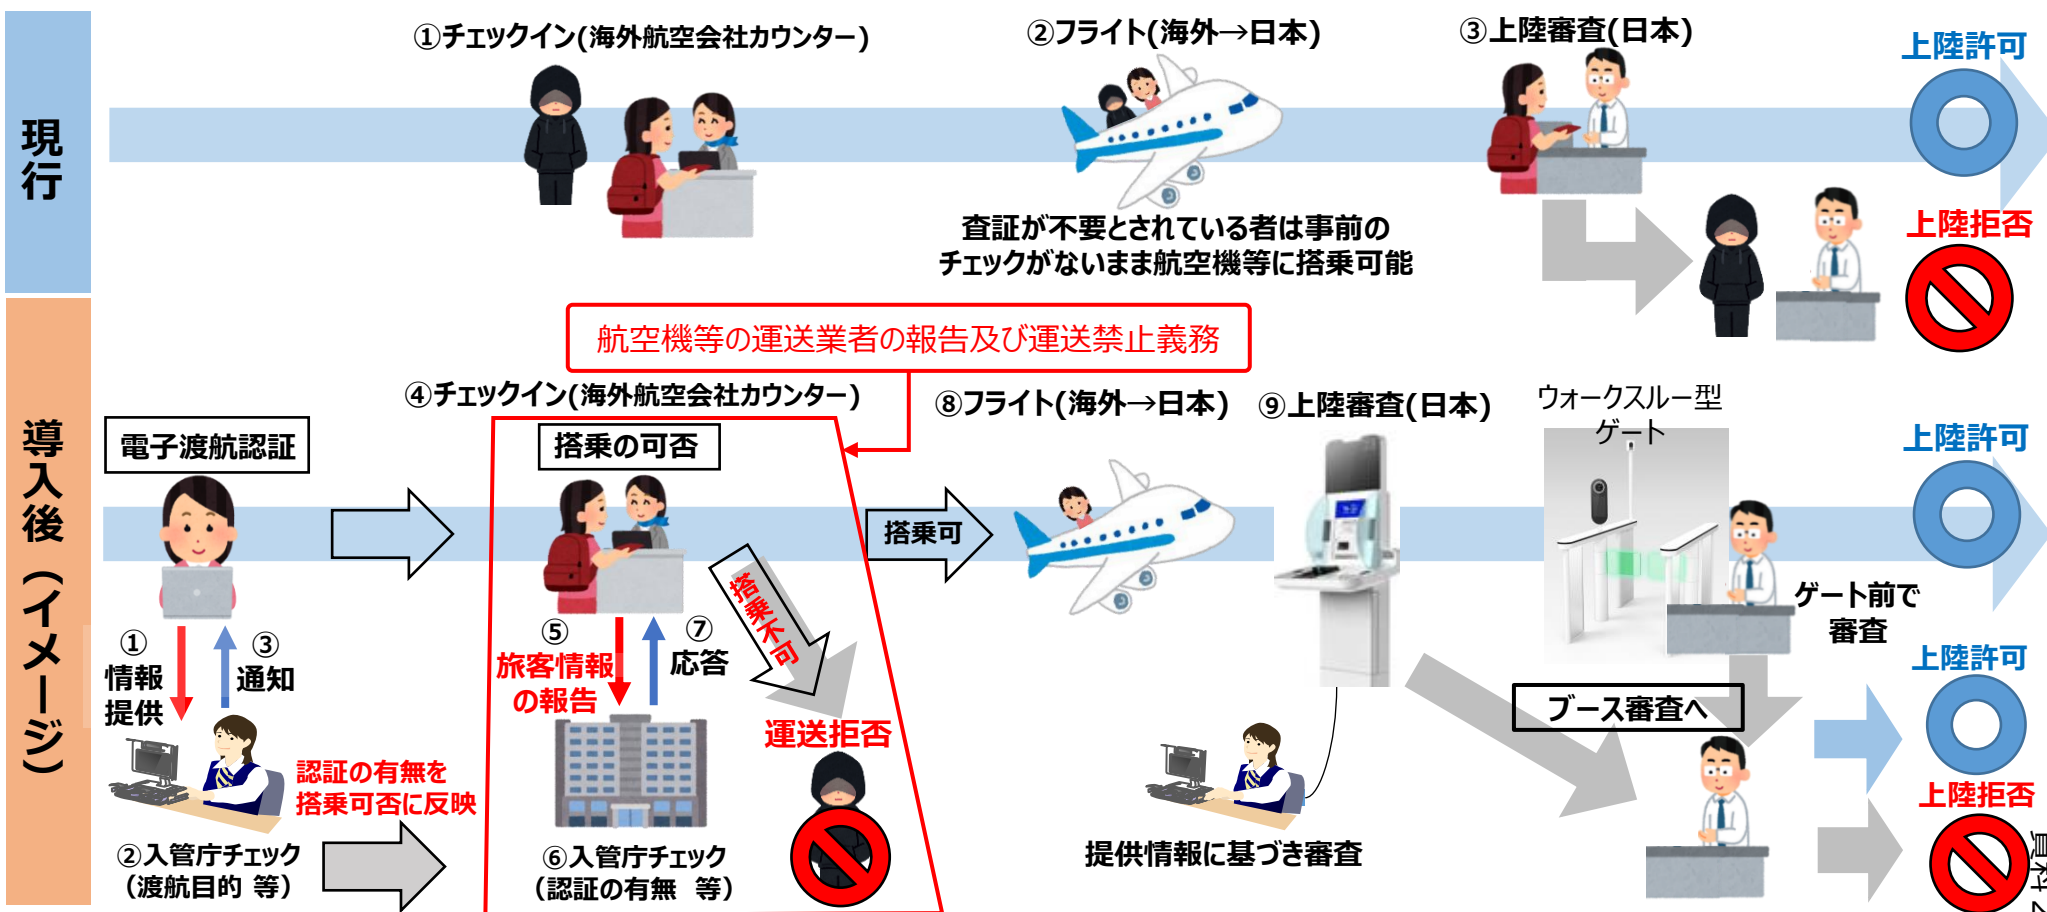 現行
①チェックイン(海外航空会社カウンター)
②フライト(海外→日本)
③上陸審査(日本)
上陸許可
査証が不要とされている者は事前の
チェックがないまま航空機等に搭乗可能
上陸拒否
導入後（イメージ）
航空機等の運送業者の報告及び運送禁止義務
電子渡航認証
①
情報
提供
③
通知
②入管庁チェック
（渡航目的 等）
認証の有無を
搭乗可否に反映
④チェックイン(海外航空会社カウンター)
搭乗の可否
⑤
旅客情報
の報告
⑦
応答
搭乗不可
運送拒否
⑥入管庁チェック
（認証の有無 等）
搭乗可
⑧フライト(海外→日本)
⑨上陸審査(日本)
提供情報に基づき審査
ウォークスルー型
ゲート
ゲート前で
審査
ブース審査へ
上陸許可
上陸許可
上陸拒否